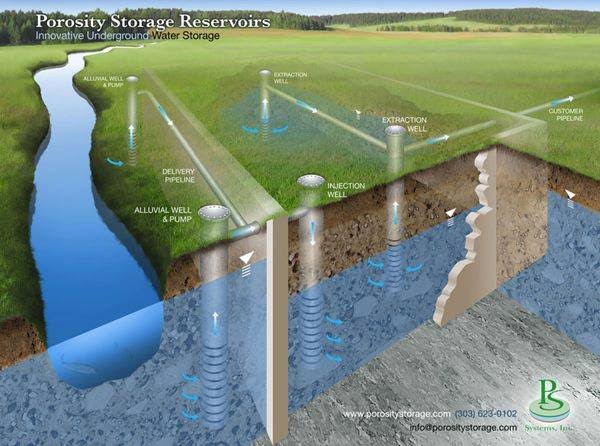 Porosity Storage Reservoirs
Innovative Underground Water Storage
ALLUVIAL WELL
& PUMP
EXTRACTION
WELL
CUSTOMER
PIPELINE
EXTRACTION
WELL
DELIVERY
PIPELINE
INJECTION
WELL
ALLUVIAL WELL
& PUMP
PS
Systems, Inc.
www.porositystorage.com (303) 623-9102
info@porositystorage.com